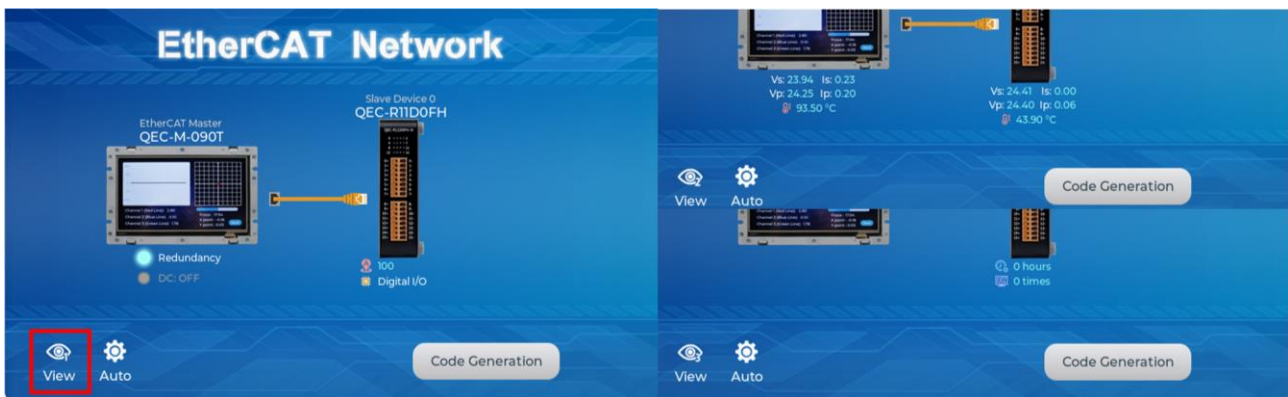 EtherCAT Network
EtherCAT Master
QEC-M-090T
Slave Device 0
QEC-R11D0FH
Redundancy
DC: OFF
100
Digital I/O
View
Auto
Code Generation
Vs: 23.94 Is: 0.23
Vp: 24.25 Ip: 0.20
93.50 °C
Vs: 24.41 Is: 0.00
Vp: 24.40 Ip: 0.06
43.90 °C
View
Auto
Code Generation
0 hours
0 times
View
Auto
Code Generation